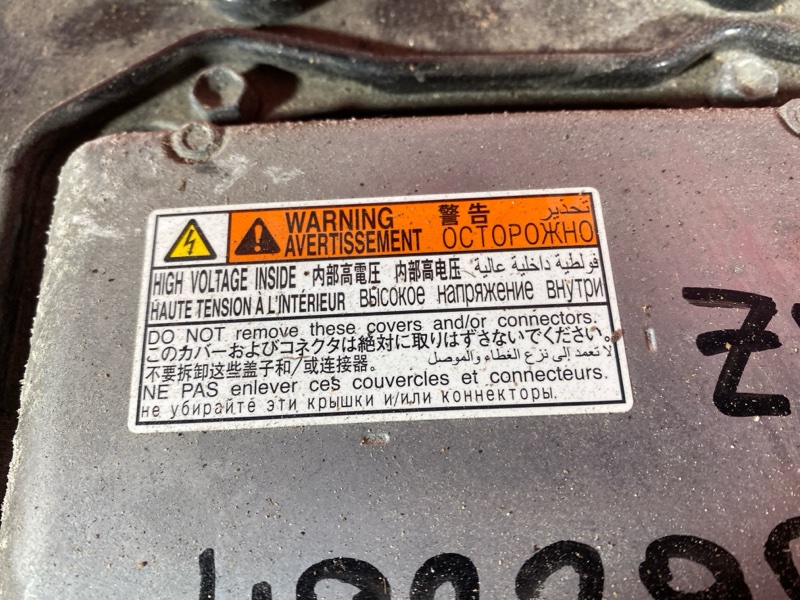 WARNING 警告 تحذير
AVERTISSEMENT ОСТОРОЖНО
HIGH VOLTAGE INSIDE・内部高電圧 内部高电压 فولطية داخلية عالية
HAUTE TENSION À L'INTÉRIEUR высокое напряжение внутри
DO NOT remove these covers and/or connectors.
このカバーおよびコネクタは絶対に取りはずさないでください。
不要拆卸这些盖子和/或连接器。 لا تعمد إلى نزع الغطاء والموصل
NE PAS enlever ces couvercles et connecteurs.
не убирайте эти крышки и/или коннекторы.